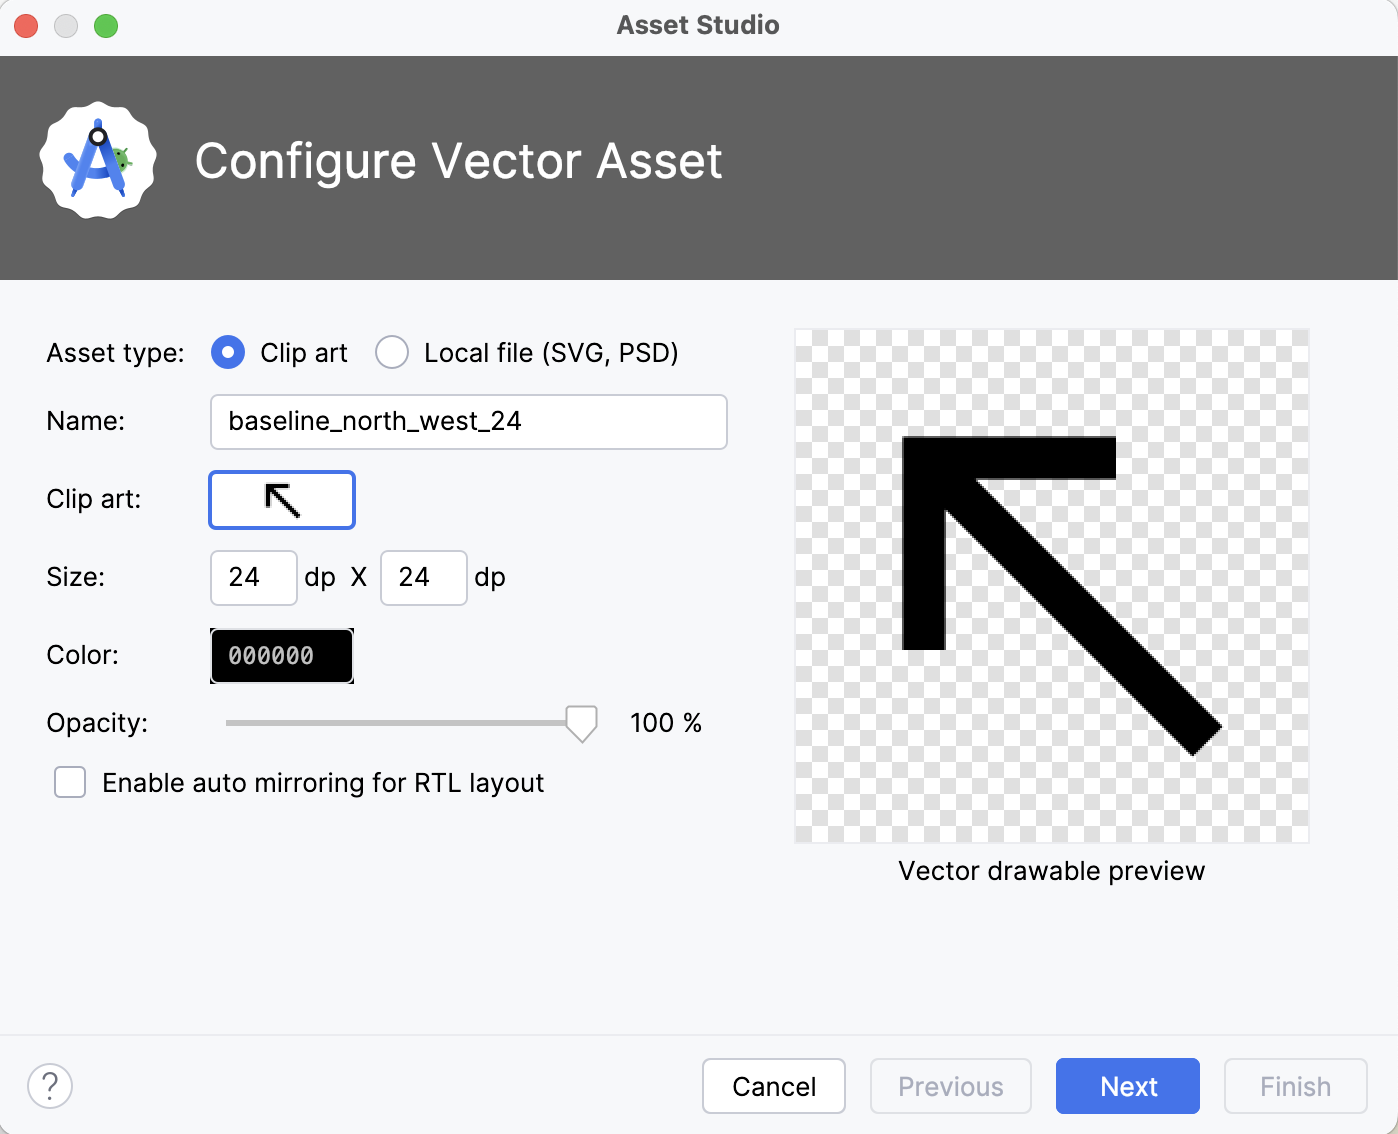 Asset Studio
Configure Vector Asset
Asset type: Clip art Local file (SVG, PSD)
Name: baseline_north_west_24
Clip art:
Size: 24 dp X 24 dp
Color: 000000
Opacity: 100 %
Enable auto mirroring for RTL layout
Vector drawable preview
? Cancel Previous Next Finish